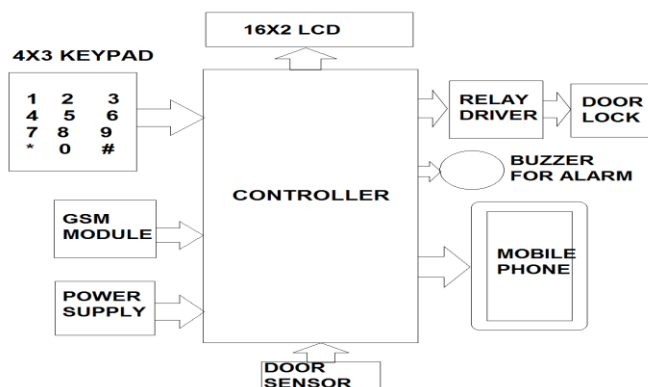 16X2 LCD
4X3 KEYPAD
1 2 3
4 5 6
7 8 9
* 0 #
RELAY
DRIVER
DOOR
LOCK
BUZZER
FOR ALARM
CONTROLLER
GSM
MODULE
MOBILE
PHONE
POWER
SUPPLY
DOOR
SENSOR